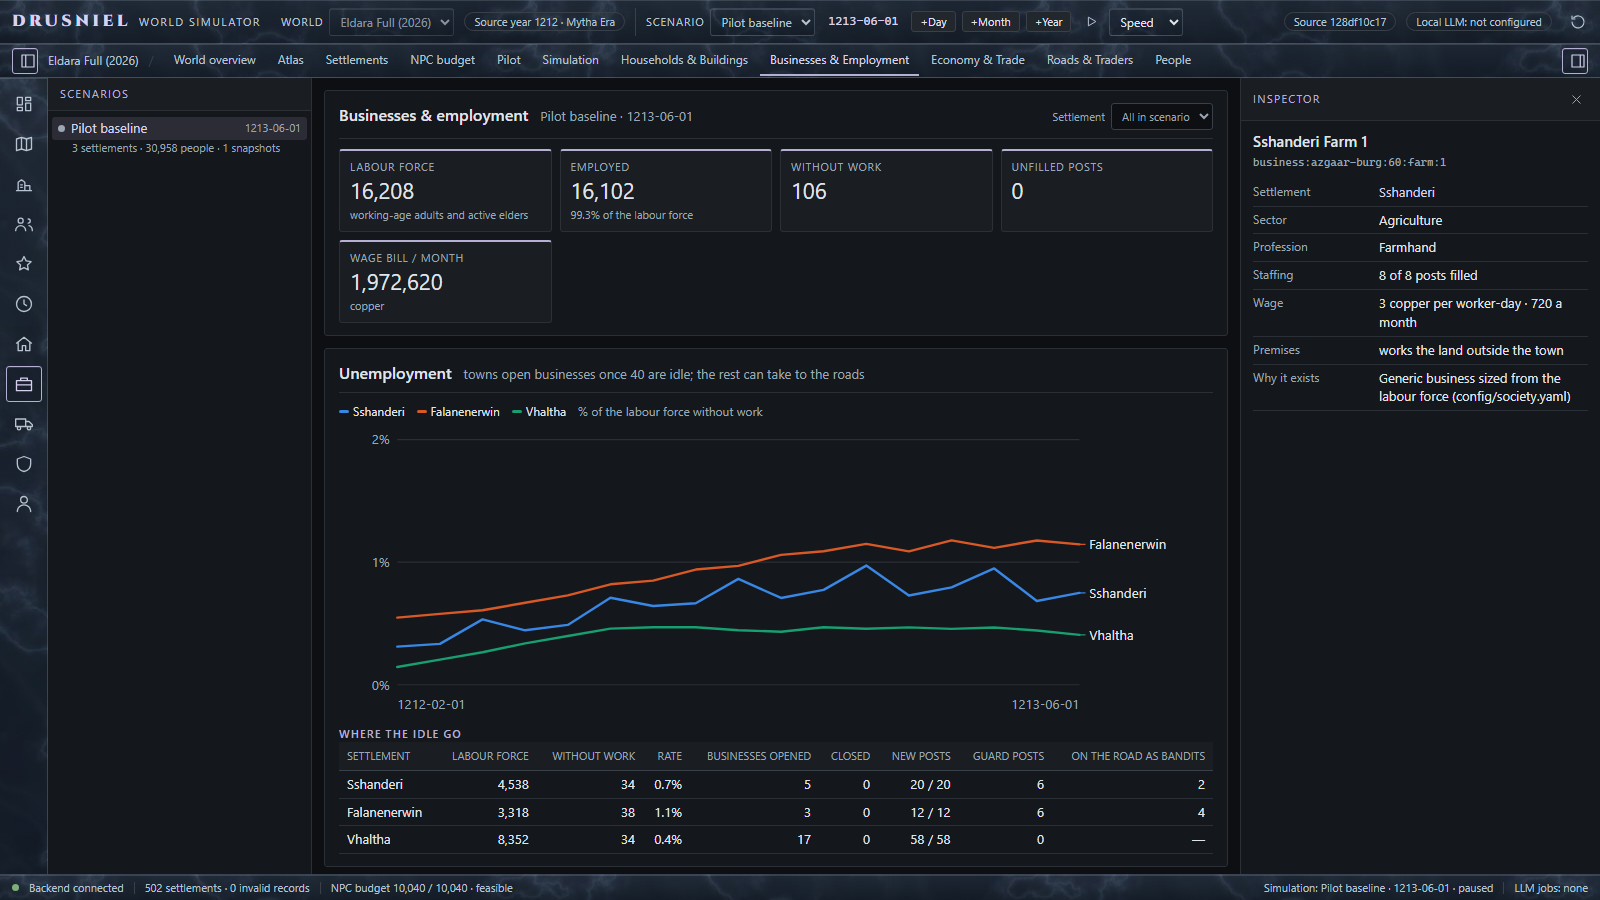 DRUSNIEL WORLD SIMULATOR WORLD Eldara Full (2026) Source year 1212 · Mytha Era SCENARIO Pilot baseline 1213-06-01 +Day +Month +Year Speed Source 128df10c17 Local LLM: not configured
Eldara Full (2026) / World overview Atlas Settlements NPC budget Pilot Simulation Households & Buildings Businesses & Employment Economy & Trade Roads & Traders People
SCENARIOS
Pilot baseline 1213-06-01
3 settlements · 30,958 people · 1 snapshots
Businesses & employment Pilot baseline · 1213-06-01 Settlement All in scenario
LABOUR FORCE EMPLOYED WITHOUT WORK UNFILLED POSTS
16,208 16,102 106 0
working-age adults and active elders 99.3% of the labour force
WAGE BILL / MONTH
1,972,620
copper
Unemployment towns open businesses once 40 are idle; the rest can take to the roads
Sshanderi Falanenerwin Vhaltha % of the labour force without work
2%
1%
0%
Falanenerwin
Sshanderi
Vhaltha
1212-02-01 1213-06-01
WHERE THE IDLE GO
SETTLEMENT LABOUR FORCE WITHOUT WORK RATE BUSINESSES OPENED CLOSED NEW POSTS GUARD POSTS ON THE ROAD AS BANDITS
Sshanderi 4,538 34 0.7% 5 0 20 / 20 6 2
Falanenerwin 3,318 38 1.1% 3 0 12 / 12 6 4
Vhaltha 8,352 34 0.4% 17 0 58 / 58 0 —
INSPECTOR
Sshanderi Farm 1
business:azgaar-burg:60:farm:1
Settlement Sshanderi
Sector Agriculture
Profession Farmhand
Staffing 8 of 8 posts filled
Wage 3 copper per worker-day · 720 a
month
Premises works the land outside the town
Why it exists Generic business sized from the
labour force (config/society.yaml)
Backend connected 502 settlements · 0 invalid records NPC budget 10,040 / 10,040 · feasible Simulation: Pilot baseline · 1213-06-01 · paused LLM jobs: none